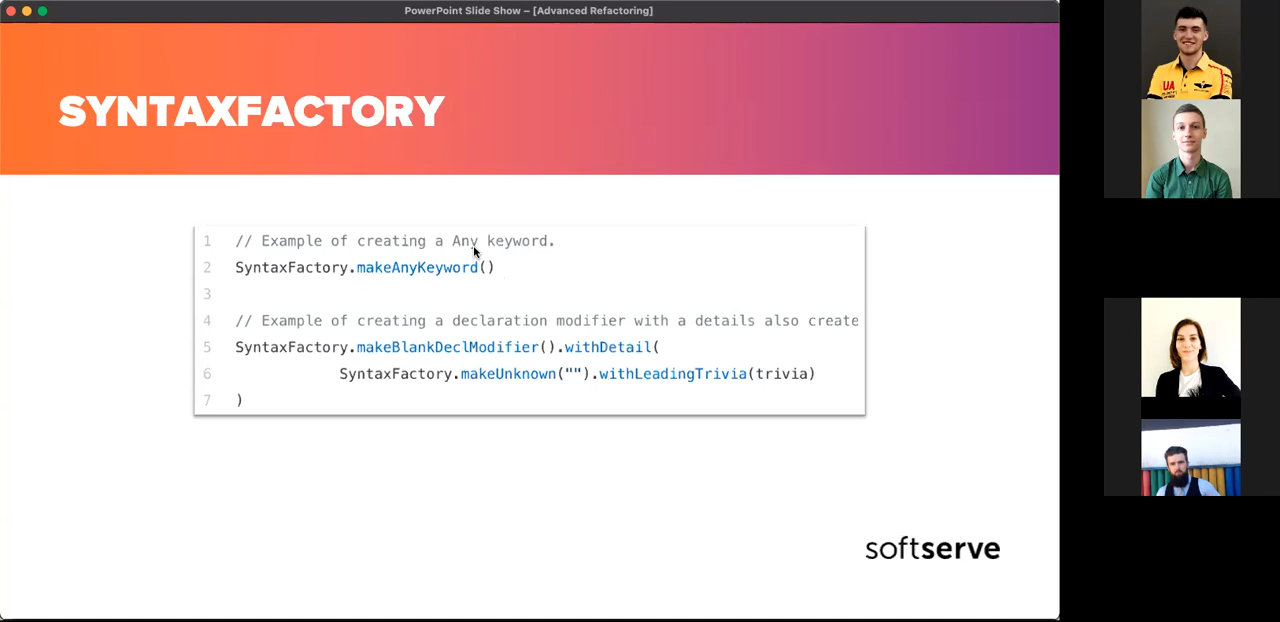 PowerPoint Slide Show – [Advanced Refactoring]
SYNTAXFACTORY
1 // Example of creating a Any keyword.
2 SyntaxFactory.makeAnyKeyword()
3
4 // Example of creating a declaration modifier with a details also create
5 SyntaxFactory.makeBlankDeclModifier().withDetail(
6 SyntaxFactory.makeUnknown("").withLeadingTrivia(trivia)
7 )
softserve
UA